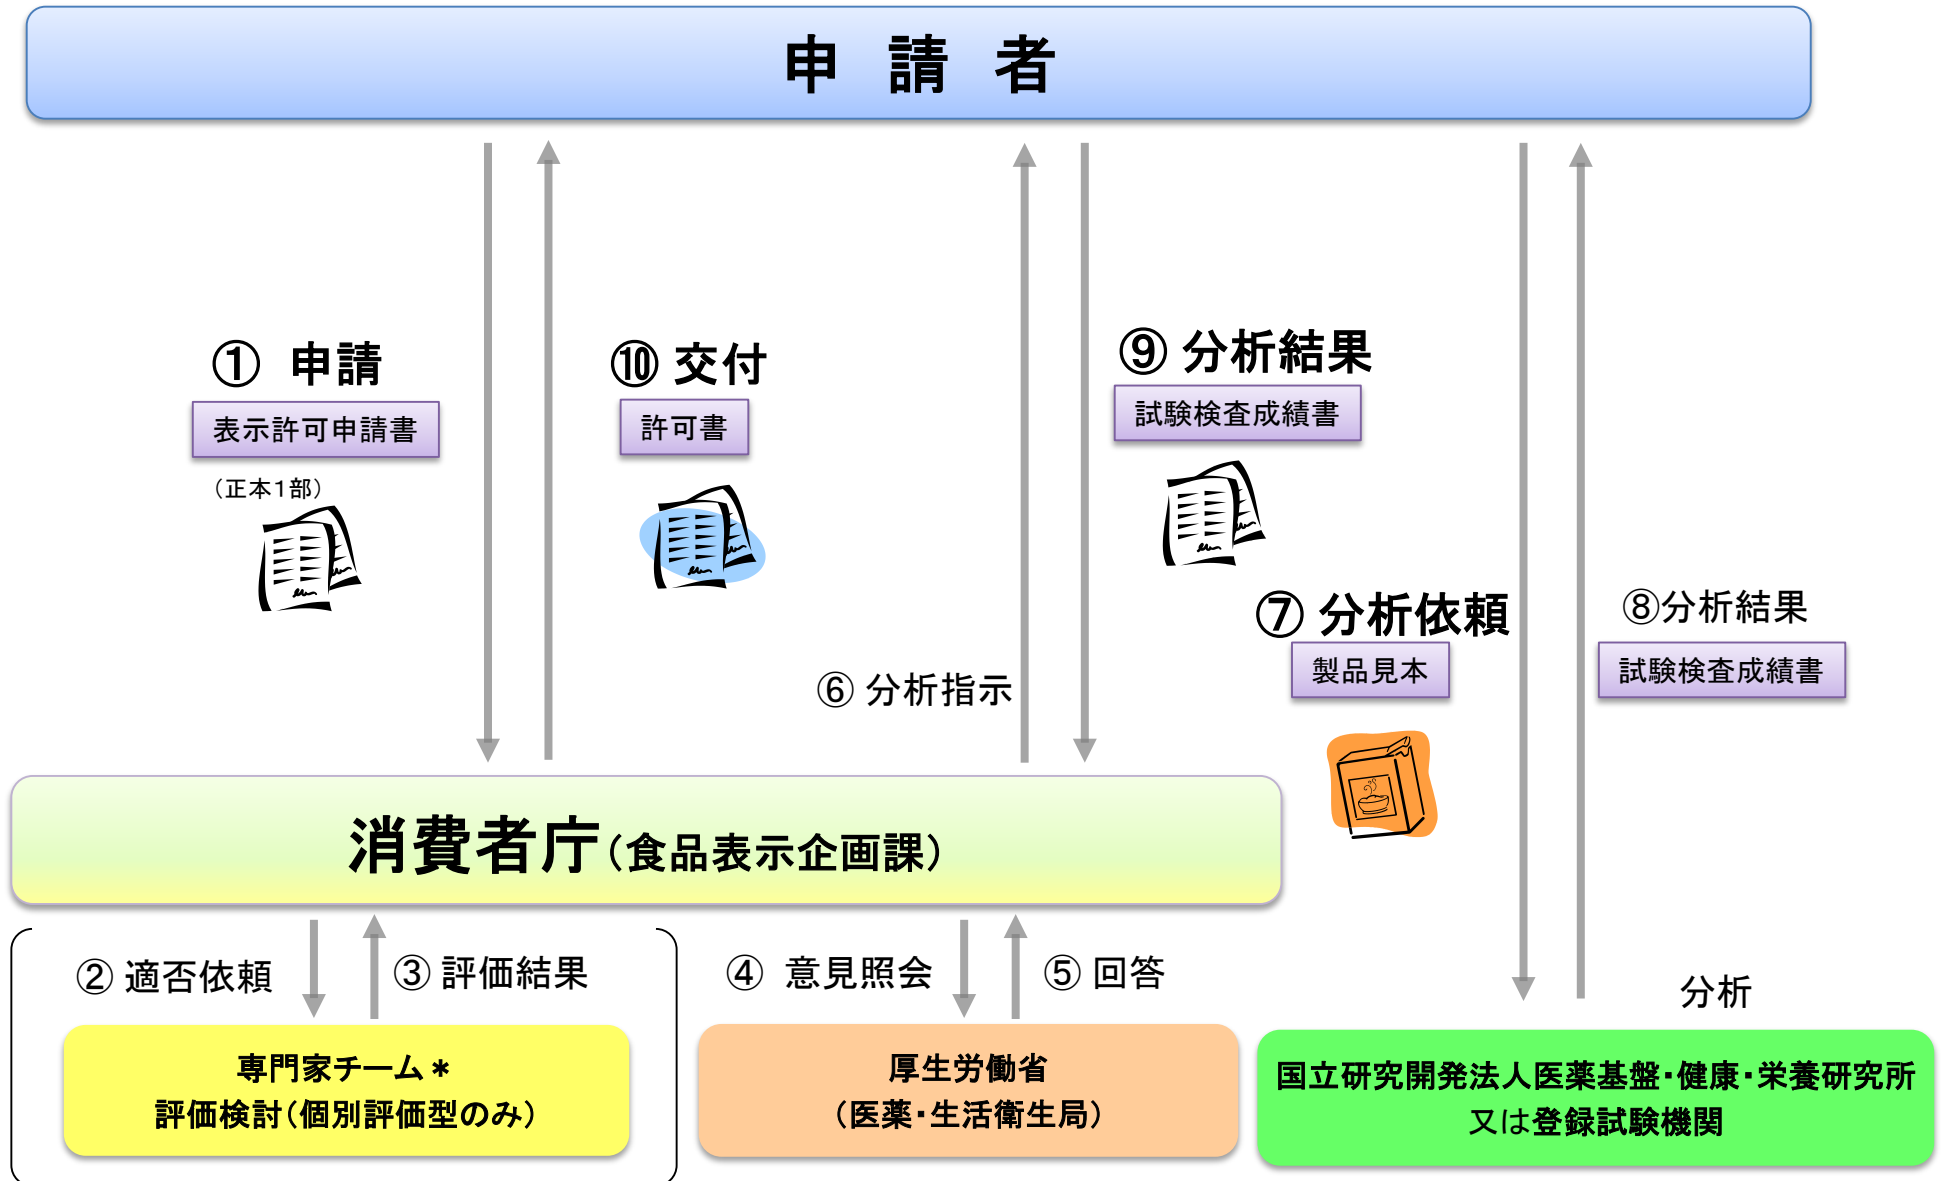 申　請　者
①　申請
表示許可申請書
（正本１部）
⑩ 交付
許可書
⑨ 分析結果
試験検査成績書
⑦ 分析依頼
製品見本
⑧分析結果
試験検査成績書
⑥ 分析指示
消費者庁（食品表示企画課）
② 適否依頼
③ 評価結果
④ 意見照会
⑤ 回答
分析
専門家チーム＊
評価検討（個別評価型のみ）
厚生労働省
（医薬・生活衛生局）
国立研究開発法人医薬基盤・健康・栄養研究所
又は登録試験機関